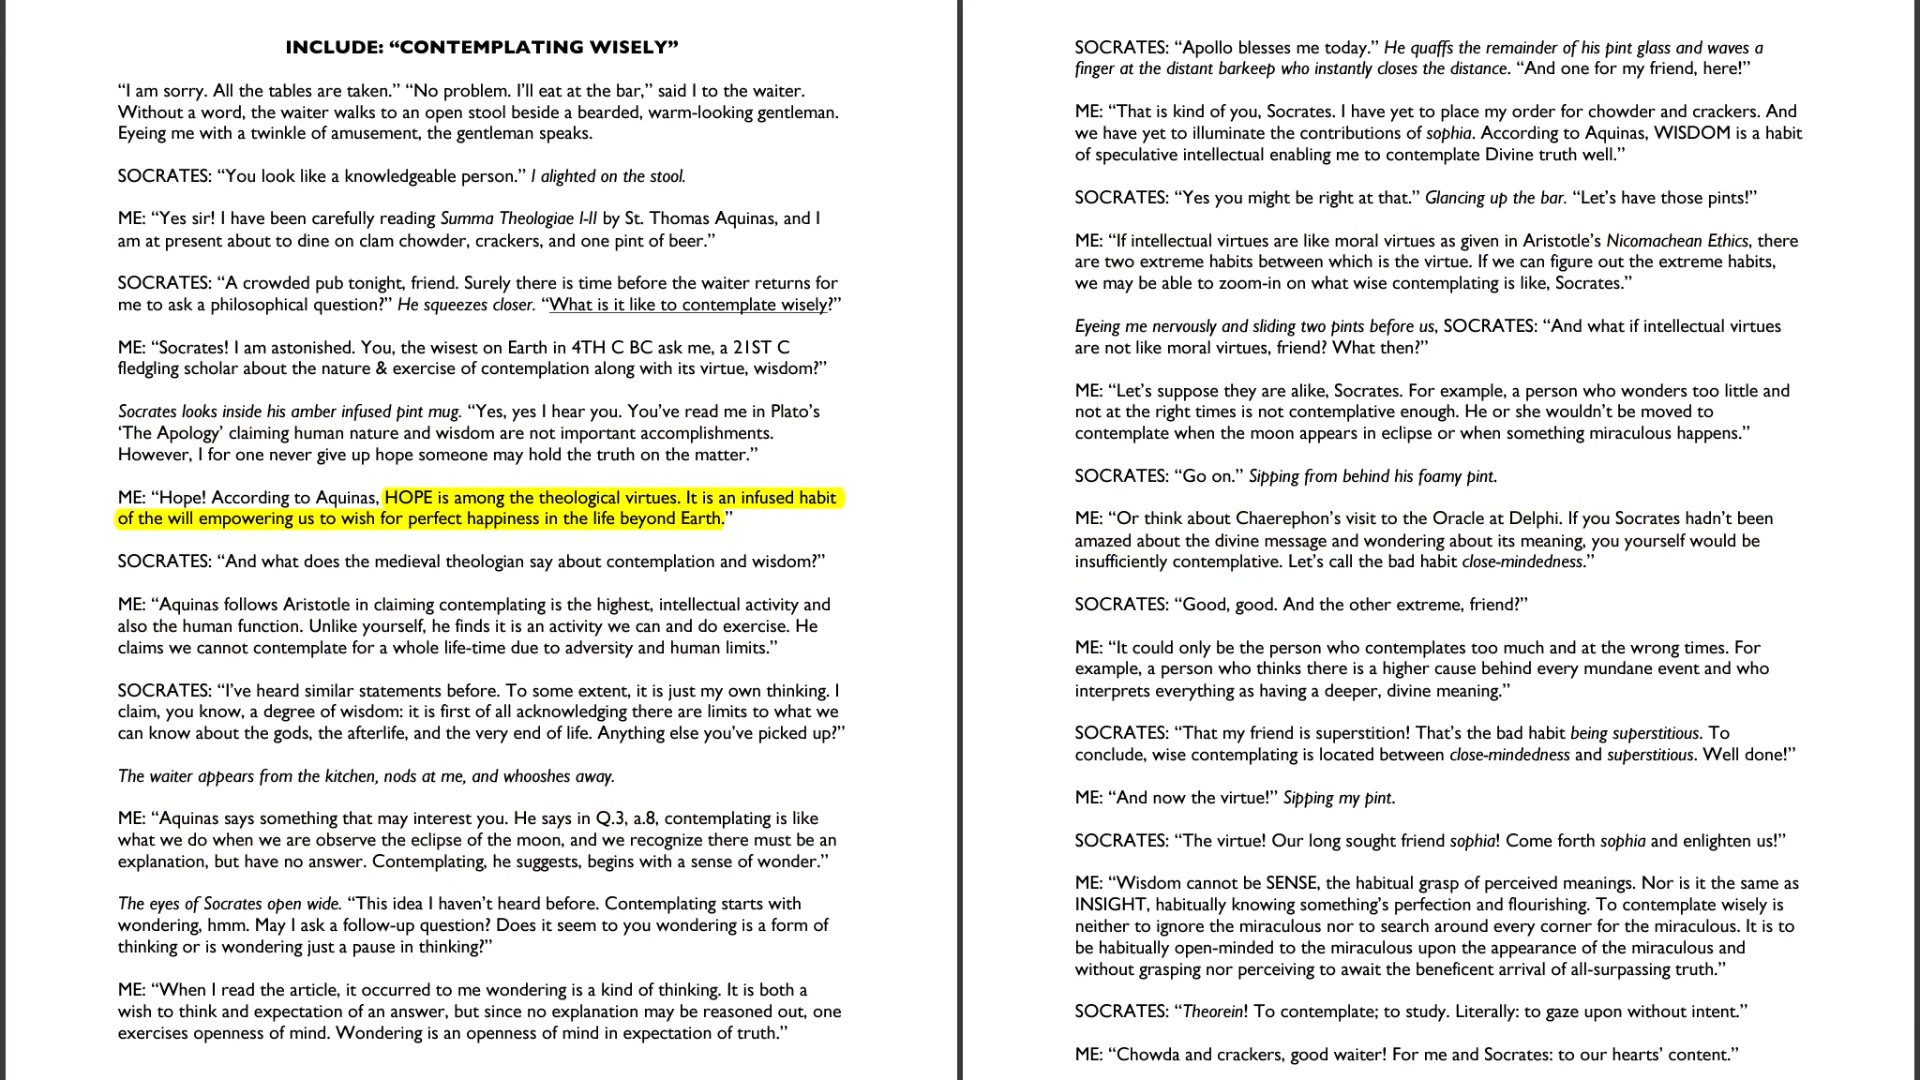 INCLUDE: “CONTEMPLATING WISELY”
“I am sorry. All the tables are taken.” “No problem. I’ll eat at the bar,” said I to the waiter.
Without a word, the waiter walks to an open stool beside a bearded, warm-looking gentleman.
Eyeing me with a twinkle of amusement, the gentleman speaks.
SOCRATES: “You look like a knowledgeable person.” I alighted on the stool.
ME: “Yes sir! I have been carefully reading Summa Theologiae I-II by St. Thomas Aquinas, and I
am at present about to dine on clam chowder, crackers, and one pint of beer.”
SOCRATES: “A crowded pub tonight, friend. Surely there is time before the waiter returns for
me to ask a philosophical question?” He squeezes closer. “What is it like to contemplate wisely?”
ME: “Socrates! I am astonished. You, the wisest on Earth in 4TH C BC ask me, a 21ST C
fledgling scholar about the nature & exercise of contemplation along with its virtue, wisdom?”
Socrates looks inside his amber infused pint mug. “Yes, yes I hear you. You’ve read me in Plato’s
‘The Apology’ claiming human nature and wisdom are not important accomplishments.
However, I for one never give up hope someone may hold the truth on the matter.”
ME: “Hope! According to Aquinas, HOPE is among the theological virtues. It is an infused habit
of the will empowering us to wish for perfect happiness in the life beyond Earth.”
SOCRATES: “And what does the medieval theologian say about contemplation and wisdom?”
ME: “Aquinas follows Aristotle in claiming contemplating is the highest, intellectual activity and
also the human function. Unlike yourself, he finds it is an activity we can and do exercise. He
claims we cannot contemplate for a whole life-time due to adversity and human limits.”
SOCRATES: “I’ve heard similar statements before. To some extent, it is just my own thinking. I
claim, you know, a degree of wisdom: it is first of all acknowledging there are limits to what we
can know about the gods, the afterlife, and the very end of life. Anything else you’ve picked up?”
The waiter appears from the kitchen, nods at me, and whooshes away.
ME: “Aquinas says something that may interest you. He says in Q.3, a.8, contemplating is like
what we do when we are observe the eclipse of the moon, and we recognize there must be an
explanation, but have no answer. Contemplating, he suggests, begins with a sense of wonder.”
The eyes of Socrates open wide. “This idea I haven’t heard before. Contemplating starts with
wondering, hmm. May I ask a follow-up question? Does it seem to you wondering is a form of
thinking or is wondering just a pause in thinking?”
ME: “When I read the article, it occurred to me wondering is a kind of thinking. It is both a
wish to think and expectation of an answer, but since no explanation may be reasoned out, one
exercises openness of mind. Wondering is an openness of mind in expectation of truth.”
SOCRATES: “Apollo blesses me today.” He quaffs the remainder of his pint glass and waves a
finger at the distant barkeep who instantly closes the distance. “And one for my friend, here!”
ME: “That is kind of you, Socrates. I have yet to place my order for chowder and crackers. And
we have yet to illuminate the contributions of sophia. According to Aquinas, WISDOM is a habit
of speculative intellectual enabling me to contemplate Divine truth well.”
SOCRATES: “Yes you might be right at that.” Glancing up the bar. “Let’s have those pints!”
ME: “If intellectual virtues are like moral virtues as given in Aristotle’s Nicomachean Ethics, there
are two extreme habits between which is the virtue. If we can figure out the extreme habits,
we may be able to zoom-in on what wise contemplating is like, Socrates.”
Eyeing me nervously and sliding two pints before us, SOCRATES: “And what if intellectual virtues
are not like moral virtues, friend? What then?”
ME: “Let’s suppose they are alike, Socrates. For example, a person who wonders too little and
not at the right times is not contemplative enough. He or she wouldn’t be moved to
contemplate when the moon appears in eclipse or when something miraculous happens.”
SOCRATES: “Go on.” Sipping from behind his foamy pint.
ME: “Or think about Chaerephon’s visit to the Oracle at Delphi. If you Socrates hadn’t been
amazed about the divine message and wondering about its meaning, you yourself would be
insufficiently contemplative. Let’s call the bad habit close-mindedness.”
SOCRATES: “Good, good. And the other extreme, friend?”
ME: “It could only be the person who contemplates too much and at the wrong times. For
example, a person who thinks there is a higher cause behind every mundane event and who
interprets everything as having a deeper, divine meaning.”
SOCRATES: “That my friend is superstition! That’s the bad habit being superstitious. To
conclude, wise contemplating is located between close-mindedness and superstitious. Well done!”
ME: “And now the virtue!” Sipping my pint.
SOCRATES: “The virtue! Our long sought friend sophia! Come forth sophia and enlighten us!”
ME: “Wisdom cannot be SENSE, the habitual grasp of perceived meanings. Nor is it the same as
INSIGHT, habitually knowing something’s perfection and flourishing. To contemplate wisely is
neither to ignore the miraculous nor to search around every corner for the miraculous. It is to
be habitually open-minded to the miraculous upon the appearance of the miraculous and
without grasping nor perceiving to await the beneficent arrival of all-surpassing truth.”
SOCRATES: “Theorein! To contemplate; to study. Literally: to gaze upon without intent.”
ME: “Chowda and crackers, good waiter! For me and Socrates: to our hearts’ content.”